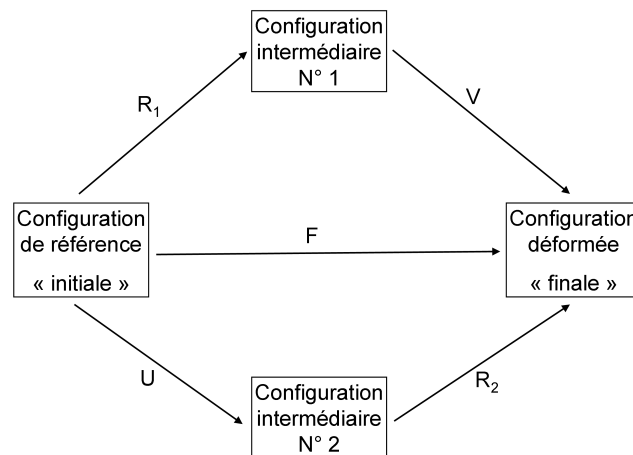 Configuration
intermédiaire
N° 1
R₁
V
Configuration
de référence
« initiale »
F
Configuration
déformée
« finale »
U
R₂
Configuration
intermédiaire
N° 2